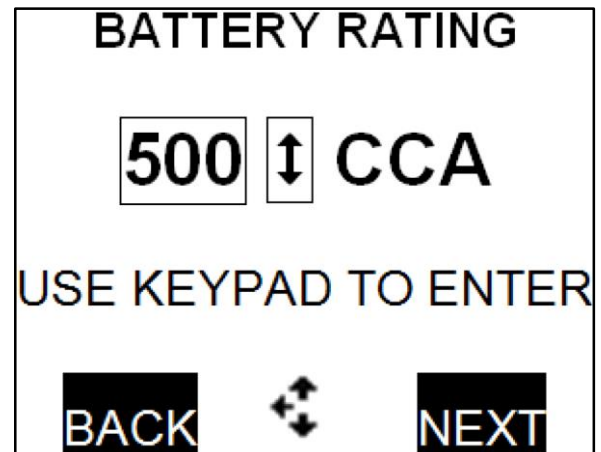 BATTERY RATING
500 CCA
USE KEYPAD TO ENTER
BACK NEXT